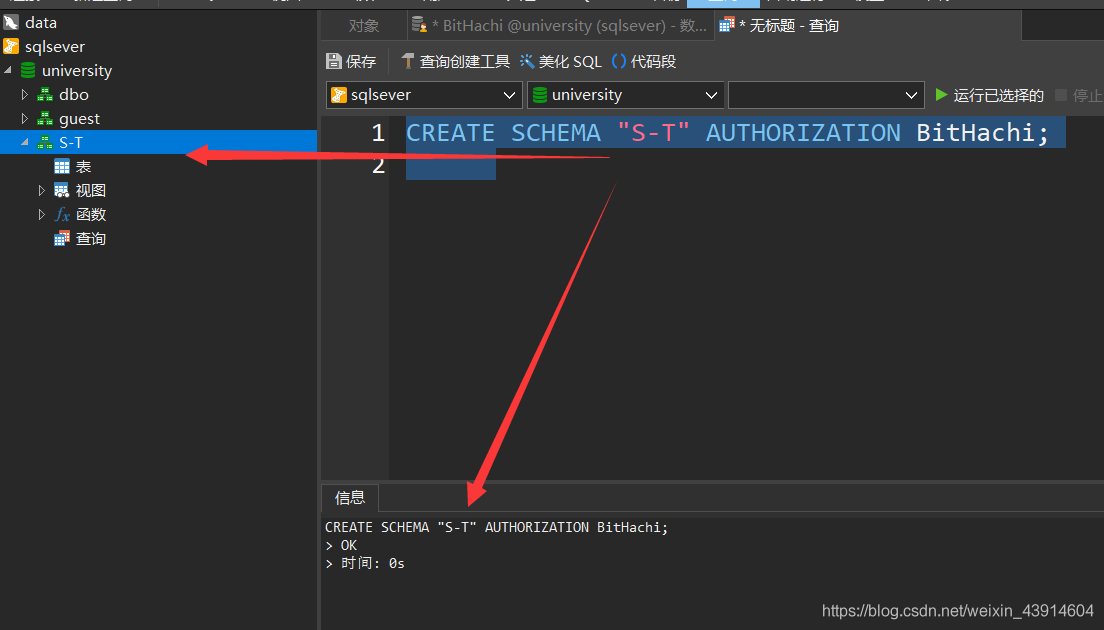 data
sqlsever
university
dbo
guest
S-T
表
视图
函数
查询
对象
* BitHachi @university (sqlsever) - 数...
* 无标题 - 查询
保存
查询创建工具
美化 SQL
代码段
sqlsever
university
运行已选择的
停止
1 CREATE SCHEMA "S-T" AUTHORIZATION BitHachi;
2
信息
CREATE SCHEMA "S-T" AUTHORIZATION BitHachi;
> OK
> 时间: 0s
https://blog.csdn.net/weixin_43914604